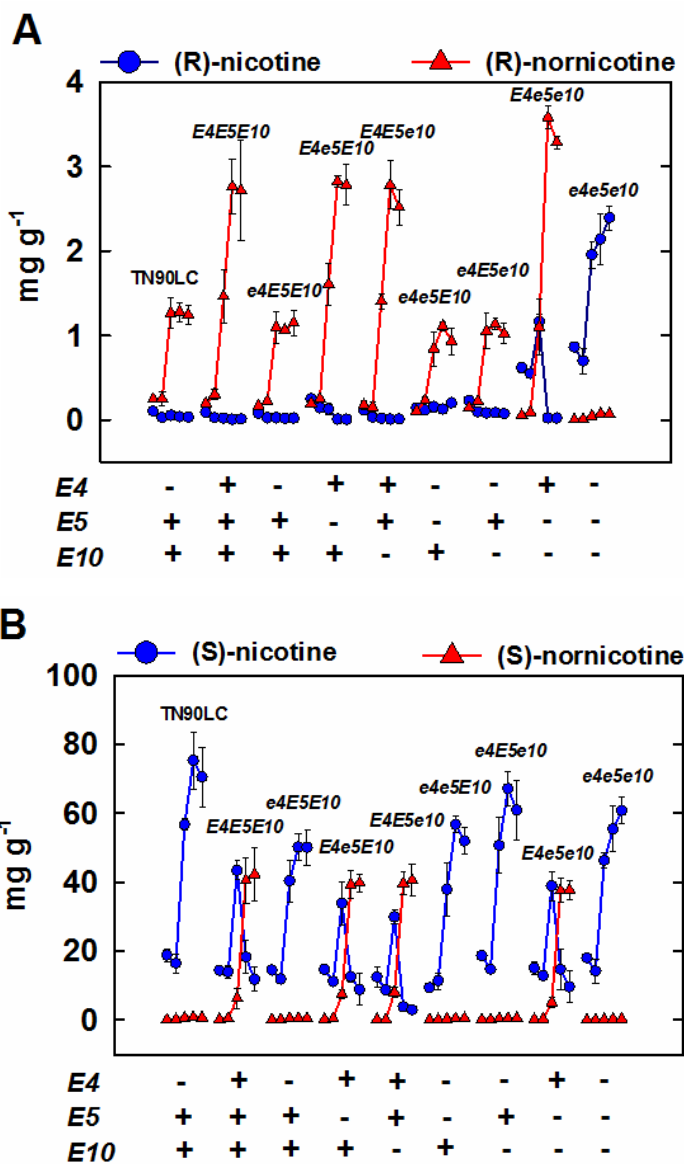 A
(R)-nicotine (R)-nornicotine
4
3
2
1
0
mg g-1
TN90LC
E4E5E10
e4E5E10
E4e5E10
E4E5e10
e4e5E10
e4E5e10
E4e5e10
e4e5e10
E4 - + - + + - - + -
E5 + + + - + - + - -
E10 + + + + - + - - -
B
(S)-nicotine (S)-nornicotine
100
80
60
40
20
0
mg g-1
TN90LC
E4E5E10
e4E5E10
E4e5E10
E4E5e10
e4e5E10
e4E5e10
E4e5e10
e4e5e10
E4 - + - + + - - + -
E5 + + + - + - + - -
E10 + + + + - + - - -